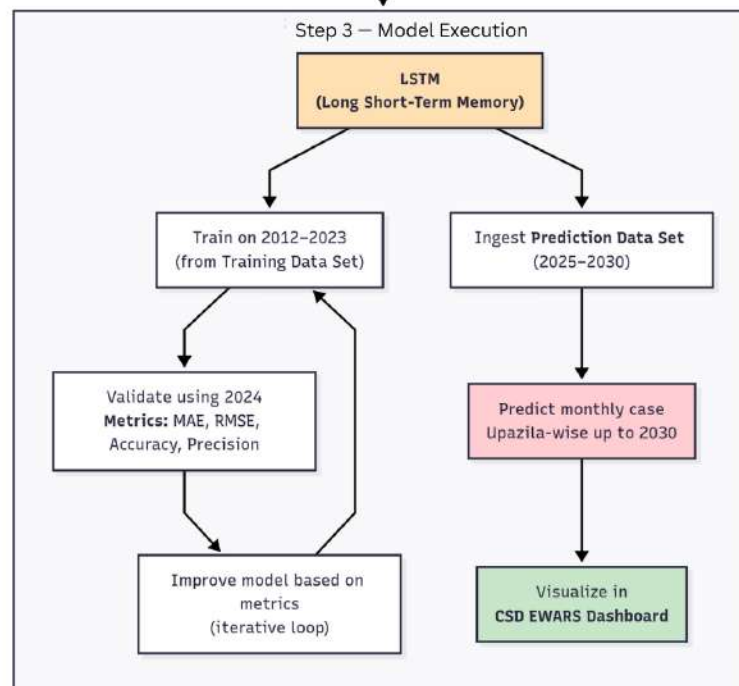 Step 3 – Model Execution
LSTM
(Long Short-Term Memory)
Train on 2012–2023
(from Training Data Set)
Ingest Prediction Data Set
(2025–2030)
Validate using 2024
Metrics: MAE, RMSE,
Accuracy, Precision
Predict monthly case
Upazila-wise up to 2030
Improve model based on
metrics
(iterative loop)
Visualize in
CSD EWARS Dashboard